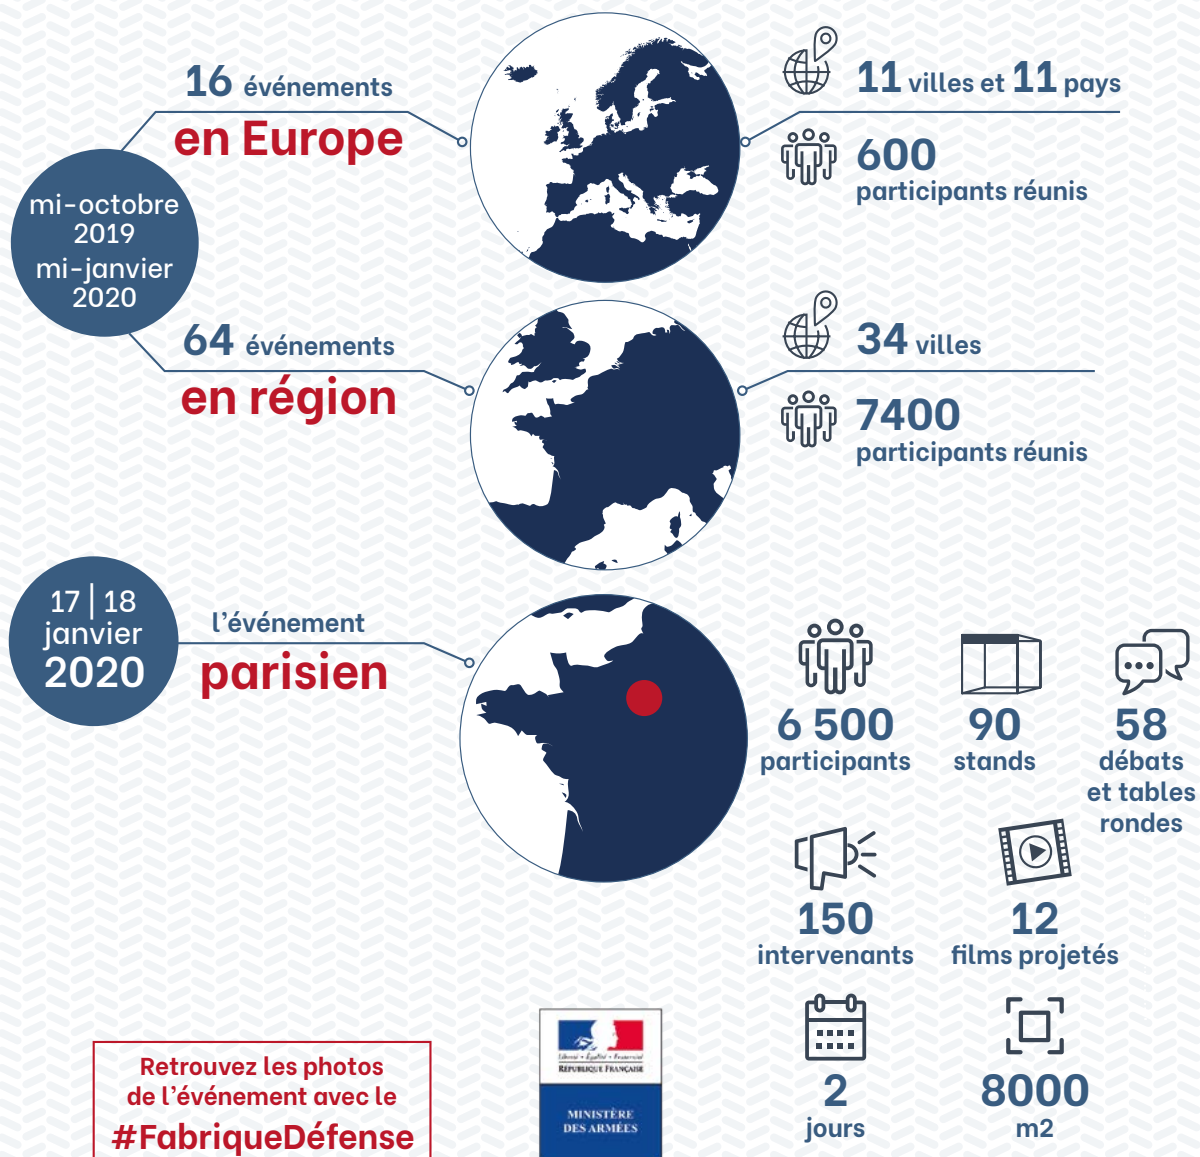 16 événements
en Europe
11 villes et 11 pays
600
participants réunis
mi-octobre
2019
mi-janvier
2020
64 événements
en région
34 villes
7400
participants réunis
17 | 18
janvier
2020
l’événement
parisien
6 500
participants
90
stands
58
débats
et tables
rondes
150
intervenants
12
films projetés
2
jours
8000
m2
Retrouvez les photos
de l’événement avec le
#FabriqueDéfense
Liberté • Égalité • Fraternité
RÉPUBLIQUE FRANÇAISE
MINISTÈRE
DES ARMÉES